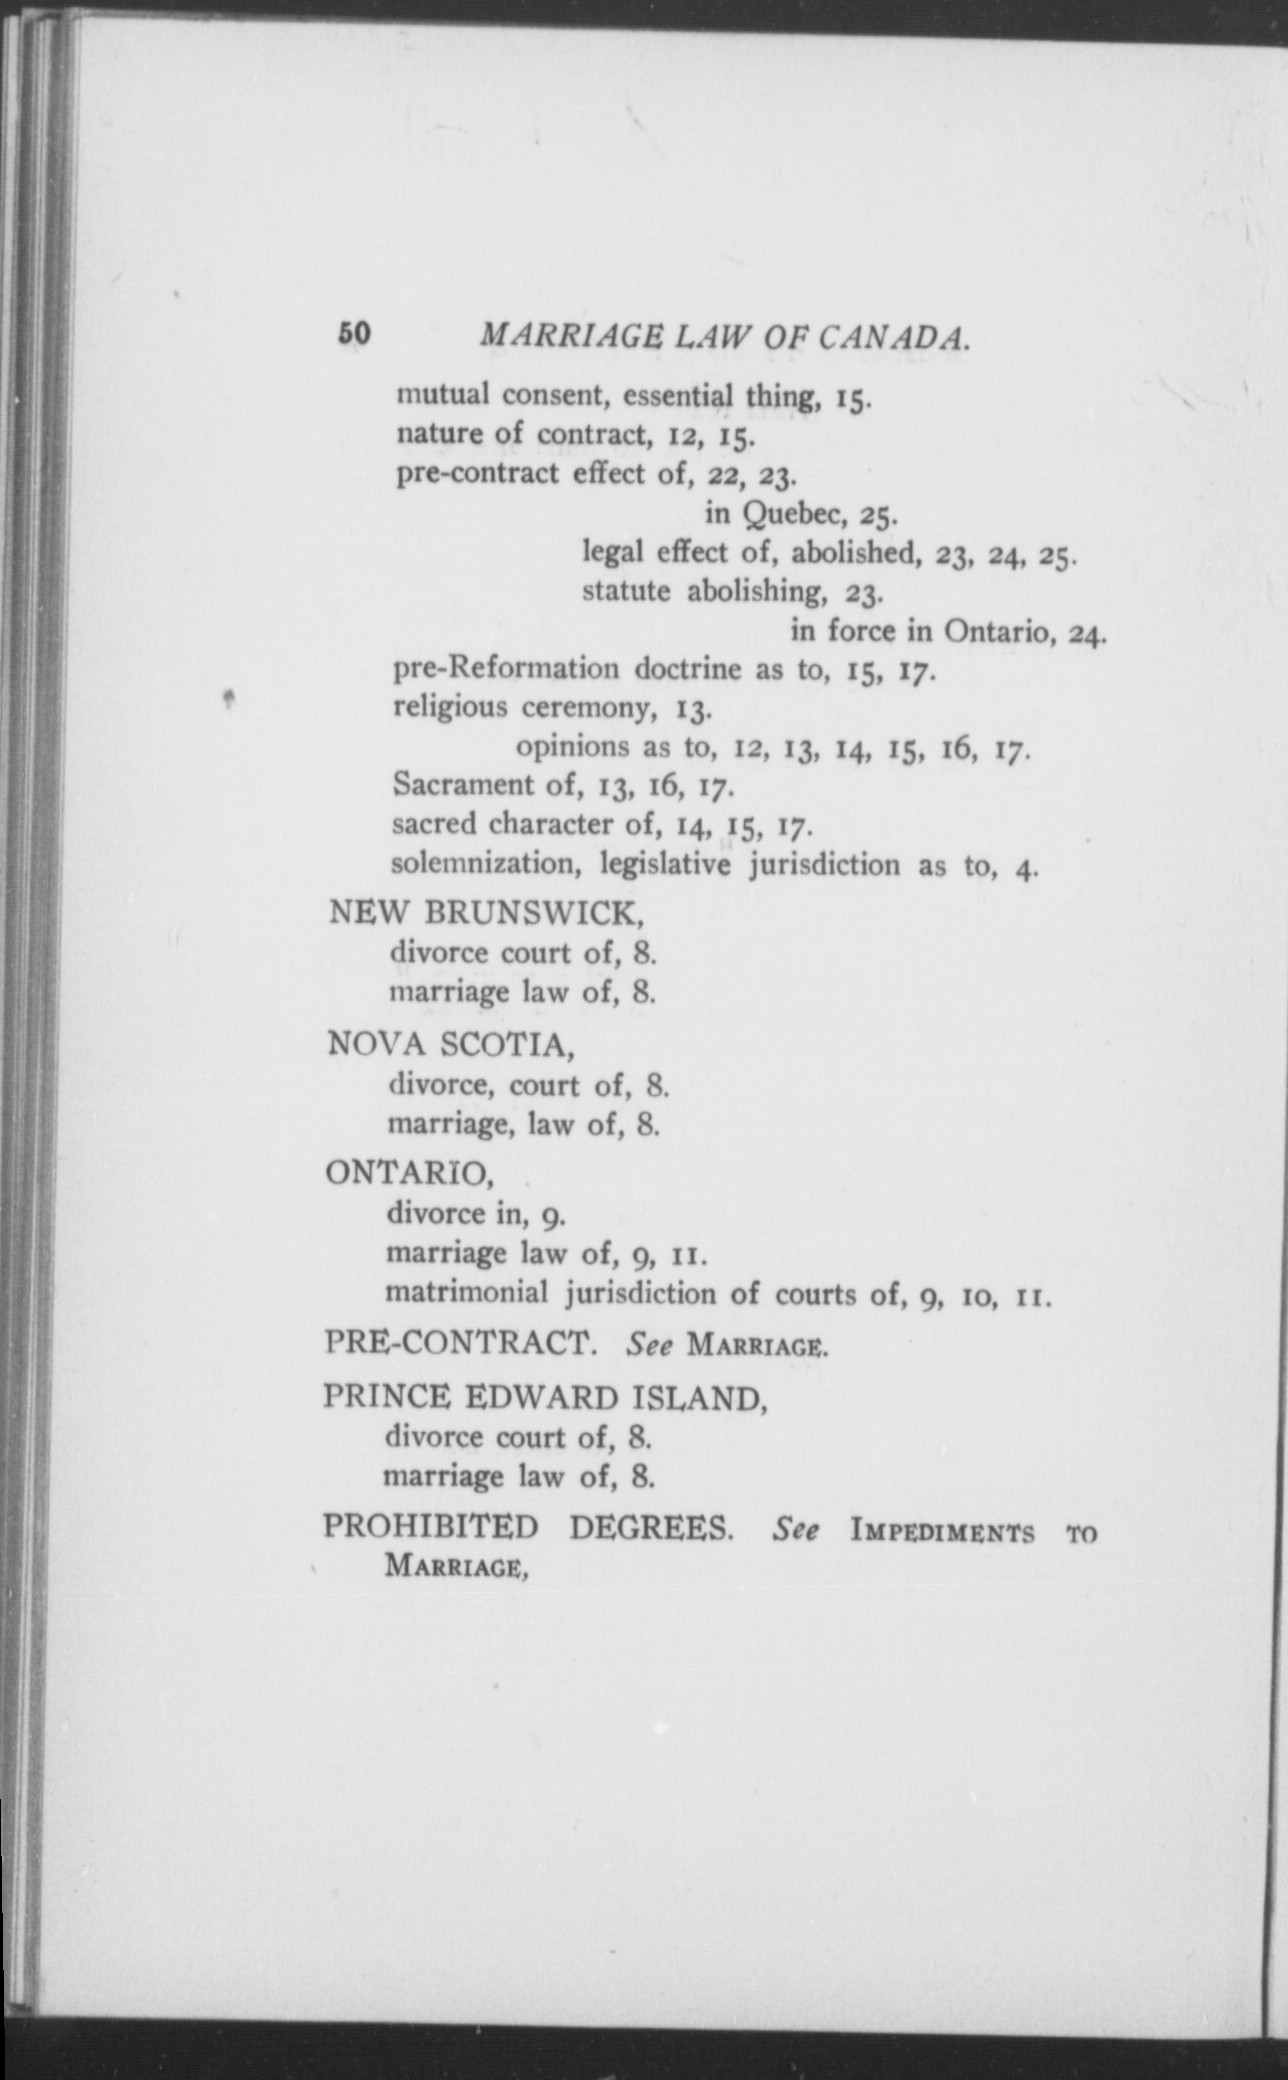 50 MARRIAGE LAW OF CANADA.
mutual consent, essential thing, 15.
nature of contract, 12, 15.
pre-contract effect of, 22, 23.
in Quebec, 25.
legal effect of, abolished, 23, 24, 25.
statute abolishing, 23.
in force in Ontario, 24.
pre-Reformation doctrine as to, 15, 17.
religious ceremony, 13.
opinions as to, 12, 13, 14, 15, 16, 17.
Sacrament of, 13, 16, 17.
sacred character of, 14, 15, 17.
solemnization, legislative jurisdiction as to, 4.
NEW BRUNSWICK,
divorce court of, 8.
marriage law of, 8.
NOVA SCOTIA,
divorce, court of, 8.
marriage, law of, 8.
ONTARIO,
divorce in, 9.
marriage law of, 9, 11.
matrimonial jurisdiction of courts of, 9, 10, 11.
PRE-CONTRACT. See MARRIAGE.
PRINCE EDWARD ISLAND,
divorce court of, 8.
marriage law of, 8.
PROHIBITED DEGREES. See IMPEDIMENTS TO
MARRIAGE,